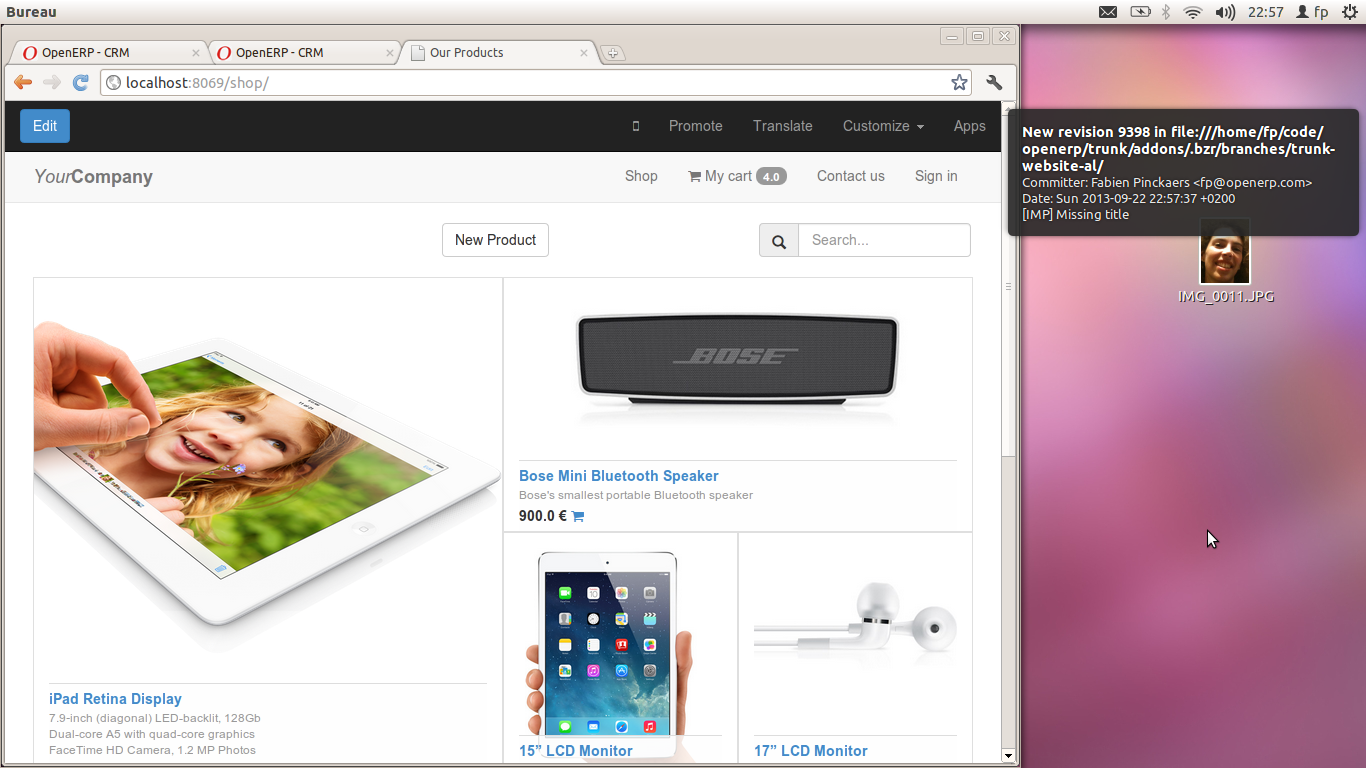 Bureau
22:57 fp
OpenERP - CRM
OpenERP - CRM
Our Products
localhost:8069/shop/
Edit
Promote
Translate
Customize
Apps
YourCompany
Shop
My cart 4.0
Contact us
Sign in
New Product
Search...
BOSE
Bose Mini Bluetooth Speaker
Bose's smallest portable Bluetooth speaker
900.0 €
iPad Retina Display
7.9-inch (diagonal) LED-backlit, 128Gb
Dual-core A5 with quad-core graphics
FaceTime HD Camera, 1.2 MP Photos
15” LCD Monitor
17” LCD Monitor
New revision 9398 in file:///home/fp/code/
openerp/trunk/addons/.bzr/branches/trunk-
website-al/
Committer: Fabien Pinckaers <fp@openerp.com>
Date: Sun 2013-09-22 22:57:37 +0200
[IMP] Missing title
IMG_0011.JPG